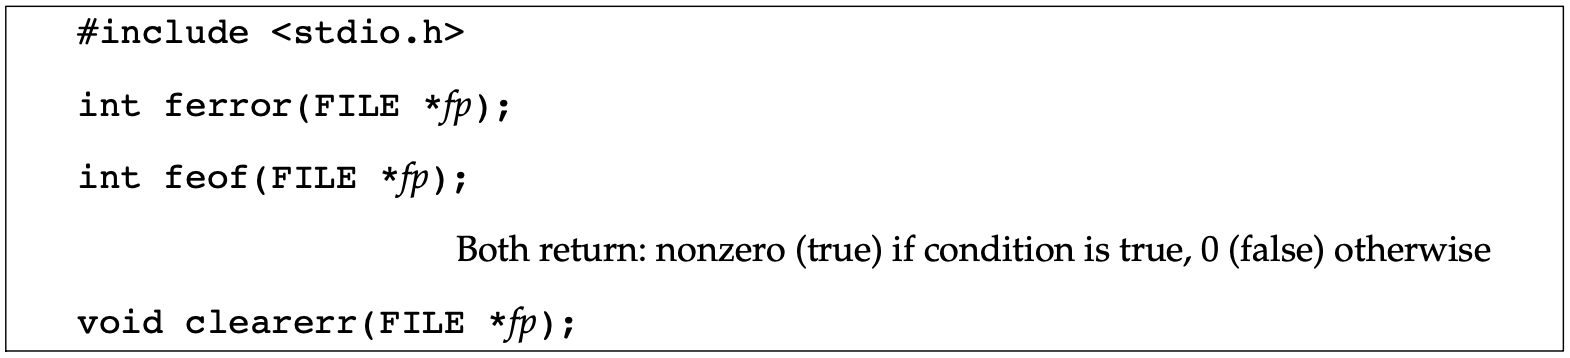 #include <stdio.h>
int ferror(FILE *fp);
int feof(FILE *fp);
Both return: nonzero (true) if condition is true, 0 (false) otherwise
void clearerr(FILE *fp);